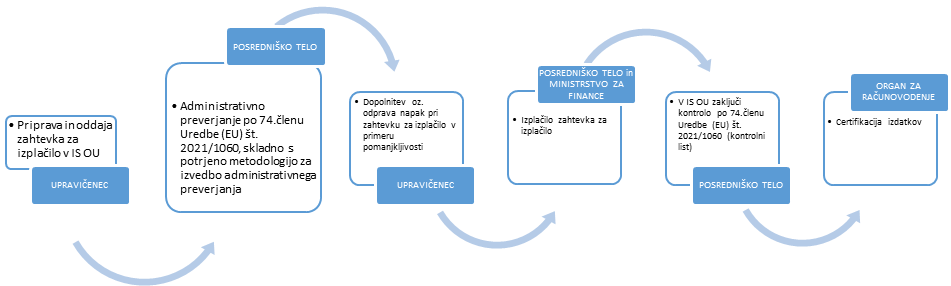 • Priprava in oddaja
zahtevka za
izplačilo v IS OU
UPRAVIČENEC
POSREDNIŠKO TELO
• Administrativno
preverjanje po 74.členu
Uredbe (EU) št.
2021/1060, skladno s
potrjeno metodologijo za
izvedbo administrativnega
preverjanja
• Dopolnitev oz.
odprava napak pri
zahtevku za izplačilo v
primeru
pomanjkljivosti
UPRAVIČENEC
POSREDNIŠKO TELO in
MINISTRSTVO ZA
FINANCE
• Izplačilo zahtevka za
izplačilo
• V IS OU zaključi
kontrolo po 74.členu
Uredbe (EU) št.
2021/1060 (kontrolni
list)
POSREDNIŠKO TELO
ORGAN ZA
RAČUNOVODENJE
• Certifikacija izdatkov